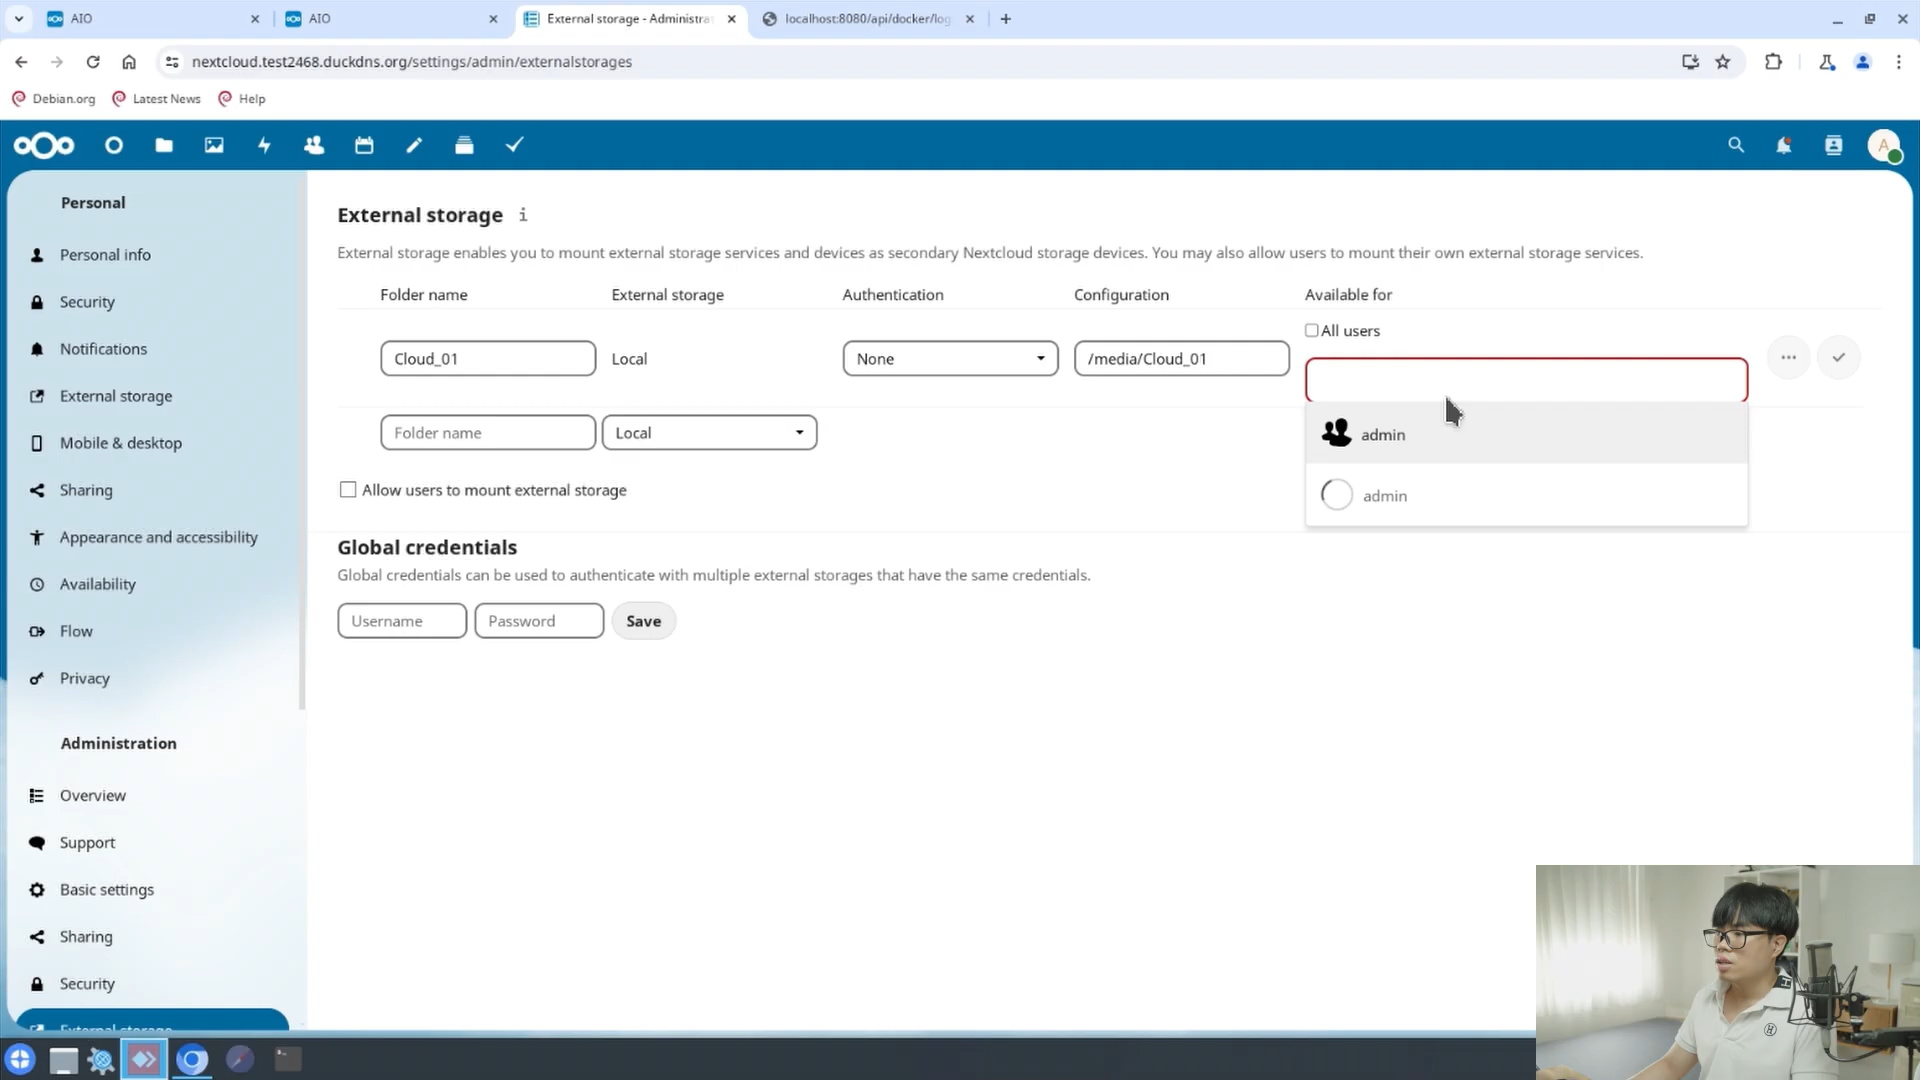 AIO
AIO
External storage - Administra
localhost:8080/api/docker/log
nextcloud.test2468.duckdns.org/settings/admin/externalstorages
Debian.org
Latest News
Help
A
Personal
Personal info
Security
Notifications
External storage
Mobile & desktop
Sharing
Appearance and accessibility
Availability
Flow
Privacy
Administration
Overview
Support
Basic settings
Sharing
Security
External storage
External storage
External storage enables you to mount external storage services and devices as secondary Nextcloud storage devices. You may also allow users to mount their own external storage services.
Folder name External storage Authentication Configuration Available for
All users
Cloud_01 Local None /media/Cloud_01
admin
Folder name Local
admin
Allow users to mount external storage
Global credentials
Global credentials can be used to authenticate with multiple external storages that have the same credentials.
Username Password Save